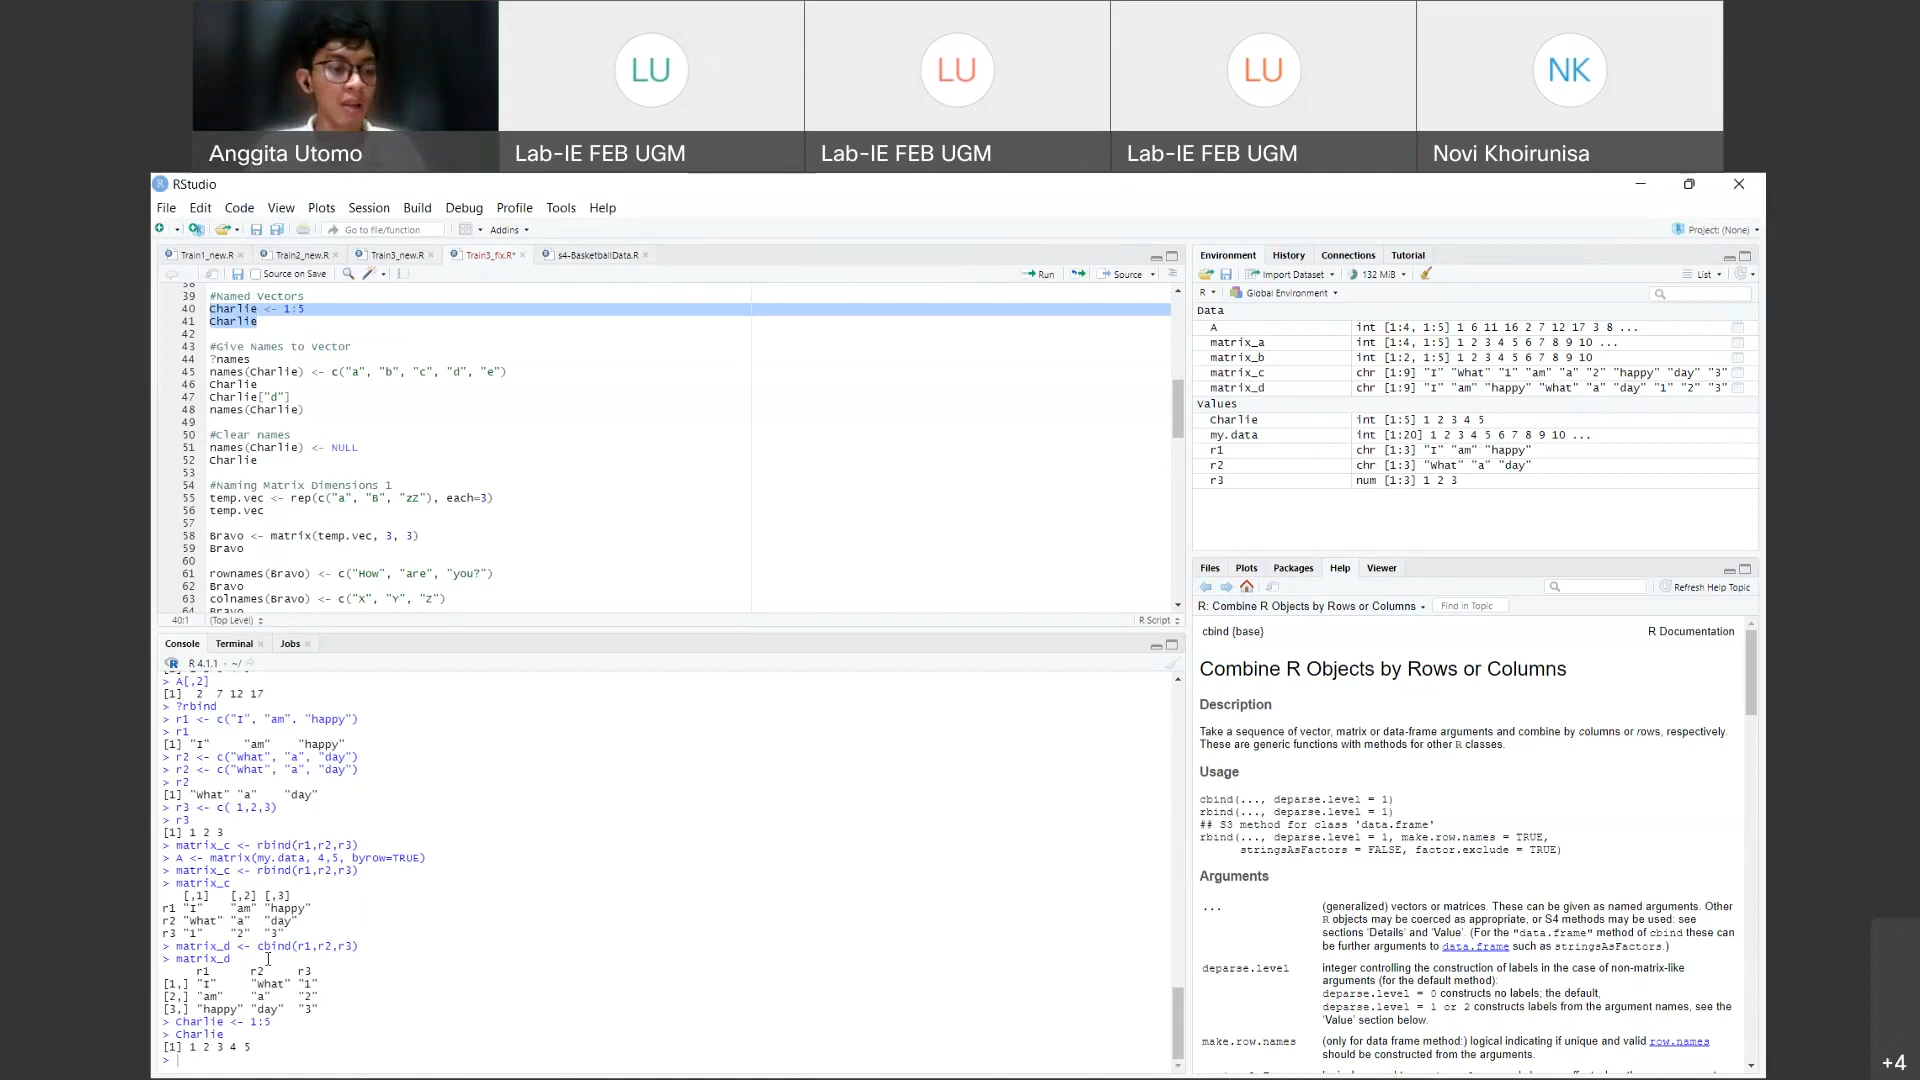 LU
LU
LU
NK
Anggita Utomo
Lab-IE FEB UGM
Lab-IE FEB UGM
Lab-IE FEB UGM
Novi Khoirunisa
RStudio
File Edit Code View Plots Session Build Debug Profile Tools Help
Go to file/function
Addins
Project: (None)
Train1_new.R
Train2_new.R
Train3_new.R
Train3_fix.R*
s4-BasketballData.R
Source on Save
Run
Source
38
39 #Named Vectors
40 Charlie <- 1:5
41 Charlie
42
43 #Give Names to Vector
44 ?names
45 names(Charlie) <- c("a", "b", "c", "d", "e")
46 Charlie
47 Charlie["d"]
48 names(Charlie)
49
50 #Clear names
51 names(Charlie) <- NULL
52 Charlie
53
54 #Naming Matrix Dimensions 1
55 temp.vec <- rep(c("a", "B", "zZ"), each=3)
56 temp.vec
57
58 Bravo <- matrix(temp.vec, 3, 3)
59 Bravo
60
61 rownames(Bravo) <- c("How", "are", "you?")
62 Bravo
63 colnames(Bravo) <- c("X", "Y", "Z")
64 Bravo
40:1 (Top Level) R Script
Console Terminal Jobs
R 4.1.1 · ~/
> A[,2]
[1] 2 7 12 17
> ?rbind
> r1 <- c("I", "am", "happy")
> r1
[1] "I" "am" "happy"
> r2 <- c("what", "a", "day")
> r2 <- c("what", "a", "day")
> r2
[1] "what" "a" "day"
> r3 <- c( 1,2,3)
> r3
[1] 1 2 3
> matrix_c <- rbind(r1,r2,r3)
> A <- matrix(my.data, 4,5, byrow=TRUE)
> matrix_c <- rbind(r1,r2,r3)
> matrix_c
[,1] [,2] [,3]
r1 "I" "am" "happy"
r2 "what" "a" "day"
r3 "1" "2" "3"
> matrix_d <- cbind(r1,r2,r3)
> matrix_d
r1 r2 r3
[1,] "I" "what" "1"
[2,] "am" "a" "2"
[3,] "happy" "day" "3"
> Charlie <- 1:5
> Charlie
[1] 1 2 3 4 5
>
Environment History Connections Tutorial
Import Dataset 132 MiB List
R Global Environment
Data
A int [1:4, 1:5] 1 6 11 16 2 7 12 17 3 8 ...
matrix_a int [1:4, 1:5] 1 2 3 4 5 6 7 8 9 10 ...
matrix_b int [1:2, 1:5] 1 2 3 4 5 6 7 8 9 10
matrix_c chr [1:9] "I" "what" "1" "am" "a" "2" "happy" "day" "3"
matrix_d chr [1:9] "I" "am" "happy" "what" "a" "day" "1" "2" "3"
Values
Charlie int [1:5] 1 2 3 4 5
my.data int [1:20] 1 2 3 4 5 6 7 8 9 10 ...
r1 chr [1:3] "I" "am" "happy"
r2 chr [1:3] "what" "a" "day"
r3 num [1:3] 1 2 3
Files Plots Packages Help Viewer
Refresh Help Topic
R: Combine R Objects by Rows or Columns Find in Topic
cbind {base} R Documentation
Combine R Objects by Rows or Columns
Description
Take a sequence of vector, matrix or data-frame arguments and combine by columns or rows, respectively.
These are generic functions with methods for other R classes.
Usage
cbind(..., deparse.level = 1)
rbind(..., deparse.level = 1)
## S3 method for class 'data.frame'
rbind(..., deparse.level = 1, make.row.names = TRUE,
stringsAsFactors = FALSE, factor.exclude = TRUE)
Arguments
... (generalized) vectors or matrices. These can be given as named arguments. Other
R objects may be coerced as appropriate, or S4 methods may be used: see
sections 'Details' and 'Value'. (For the "data.frame" method of cbind these can
be further arguments to data.frame such as stringsAsFactors.)
deparse.level integer controlling the construction of labels in the case of non-matrix-like
arguments (for the default method):
deparse.level = 0 constructs no labels; the default,
deparse.level = 1 or 2 constructs labels from the argument names, see the
'Value' section below.
make.row.names (only for data frame method:) logical indicating if unique and valid row.names
should be constructed from the arguments.
+4